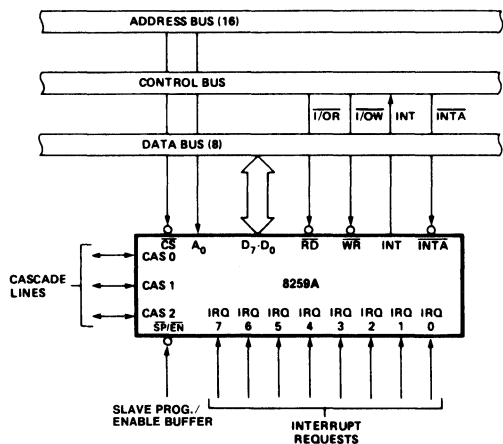 ADDRESS BUS (16)
CONTROL BUS
I/OR I/OW INT INTA
DATA BUS (8)
CS A0 D7-D0 RD WR INT INTA
CAS 0
8259A
CASCADE
LINES
CAS 1
CAS 2
SP/EN
IRQ IRQ IRQ IRQ IRQ IRQ IRQ IRQ
7 6 5 4 3 2 1 0
SLAVE PROG./
ENABLE BUFFER
INTERRUPT
REQUESTS